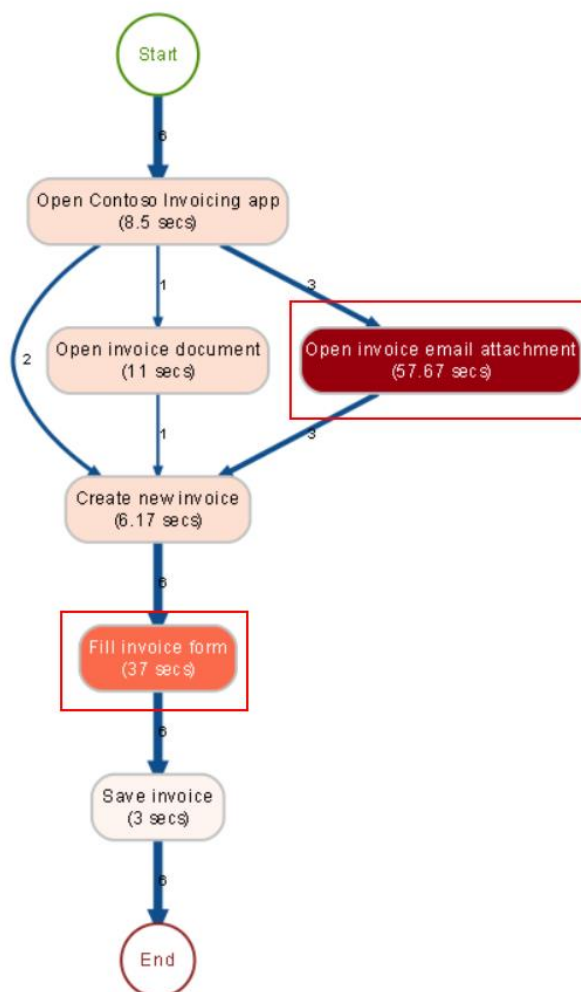 Start
6
Open Contoso Invoicing app
(8.5 secs)
2
1
3
Open invoice document
(11 secs)
Open invoice email attachment
(57.67 secs)
1
3
Create new invoice
(6.17 secs)
6
Fill invoice form
(37 secs)
6
Save invoice
(3 secs)
6
End